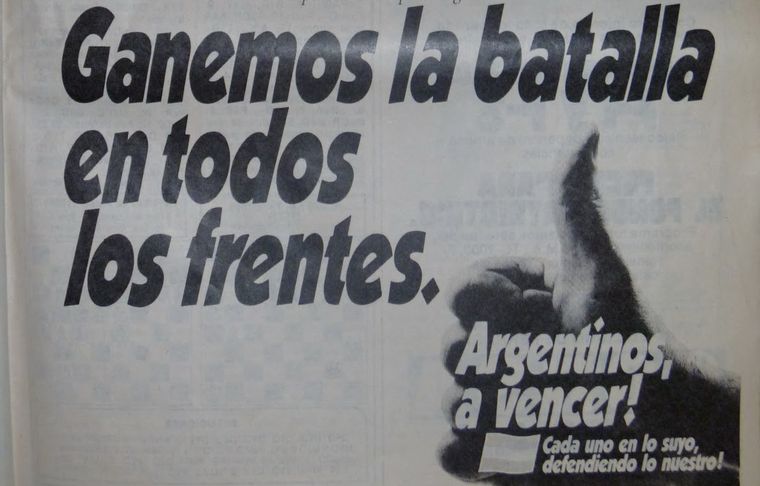 Ganemos la batalla
en todos
los frentes.
Argentinos,
a vencer!
Cada uno en lo suyo,
defendiendo lo nuestro!